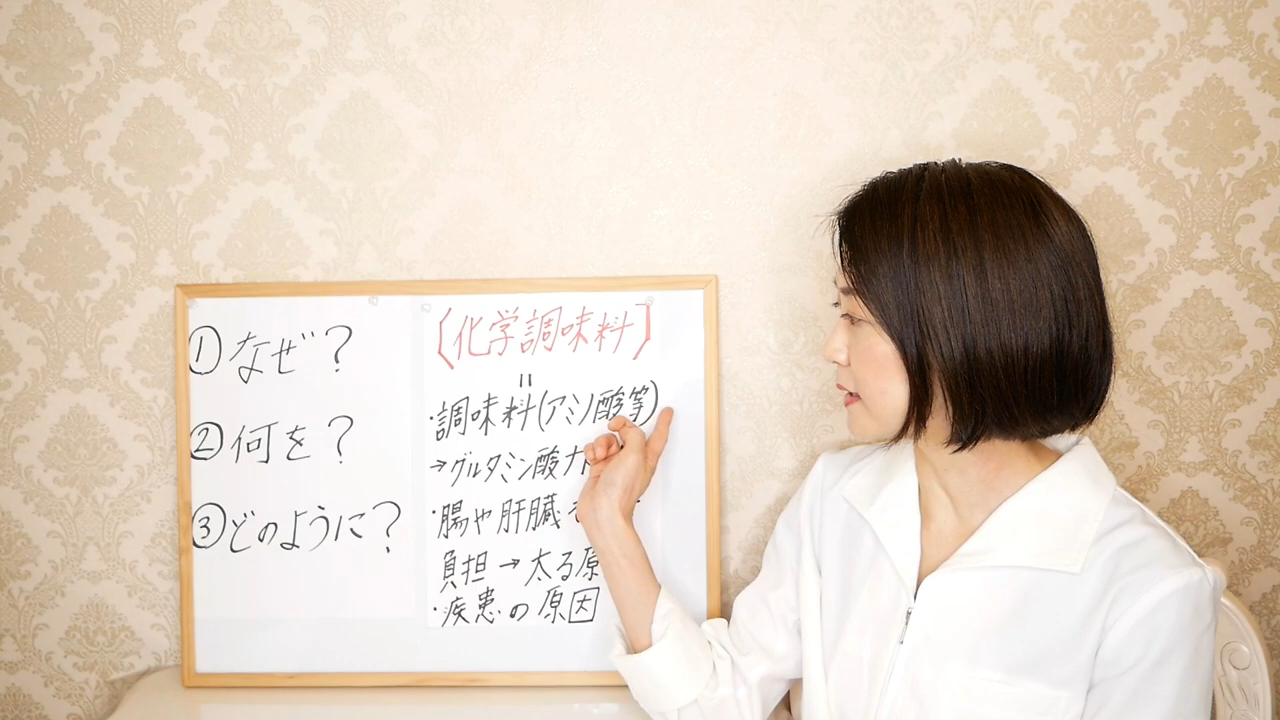 ①なぜ?
②何を?
③どのように?
〔化学調味料〕
=
・調味料(アミノ酸等)
→グルタミン酸ナ
・腸や肝臓
負担→太る原
・疾患の原因